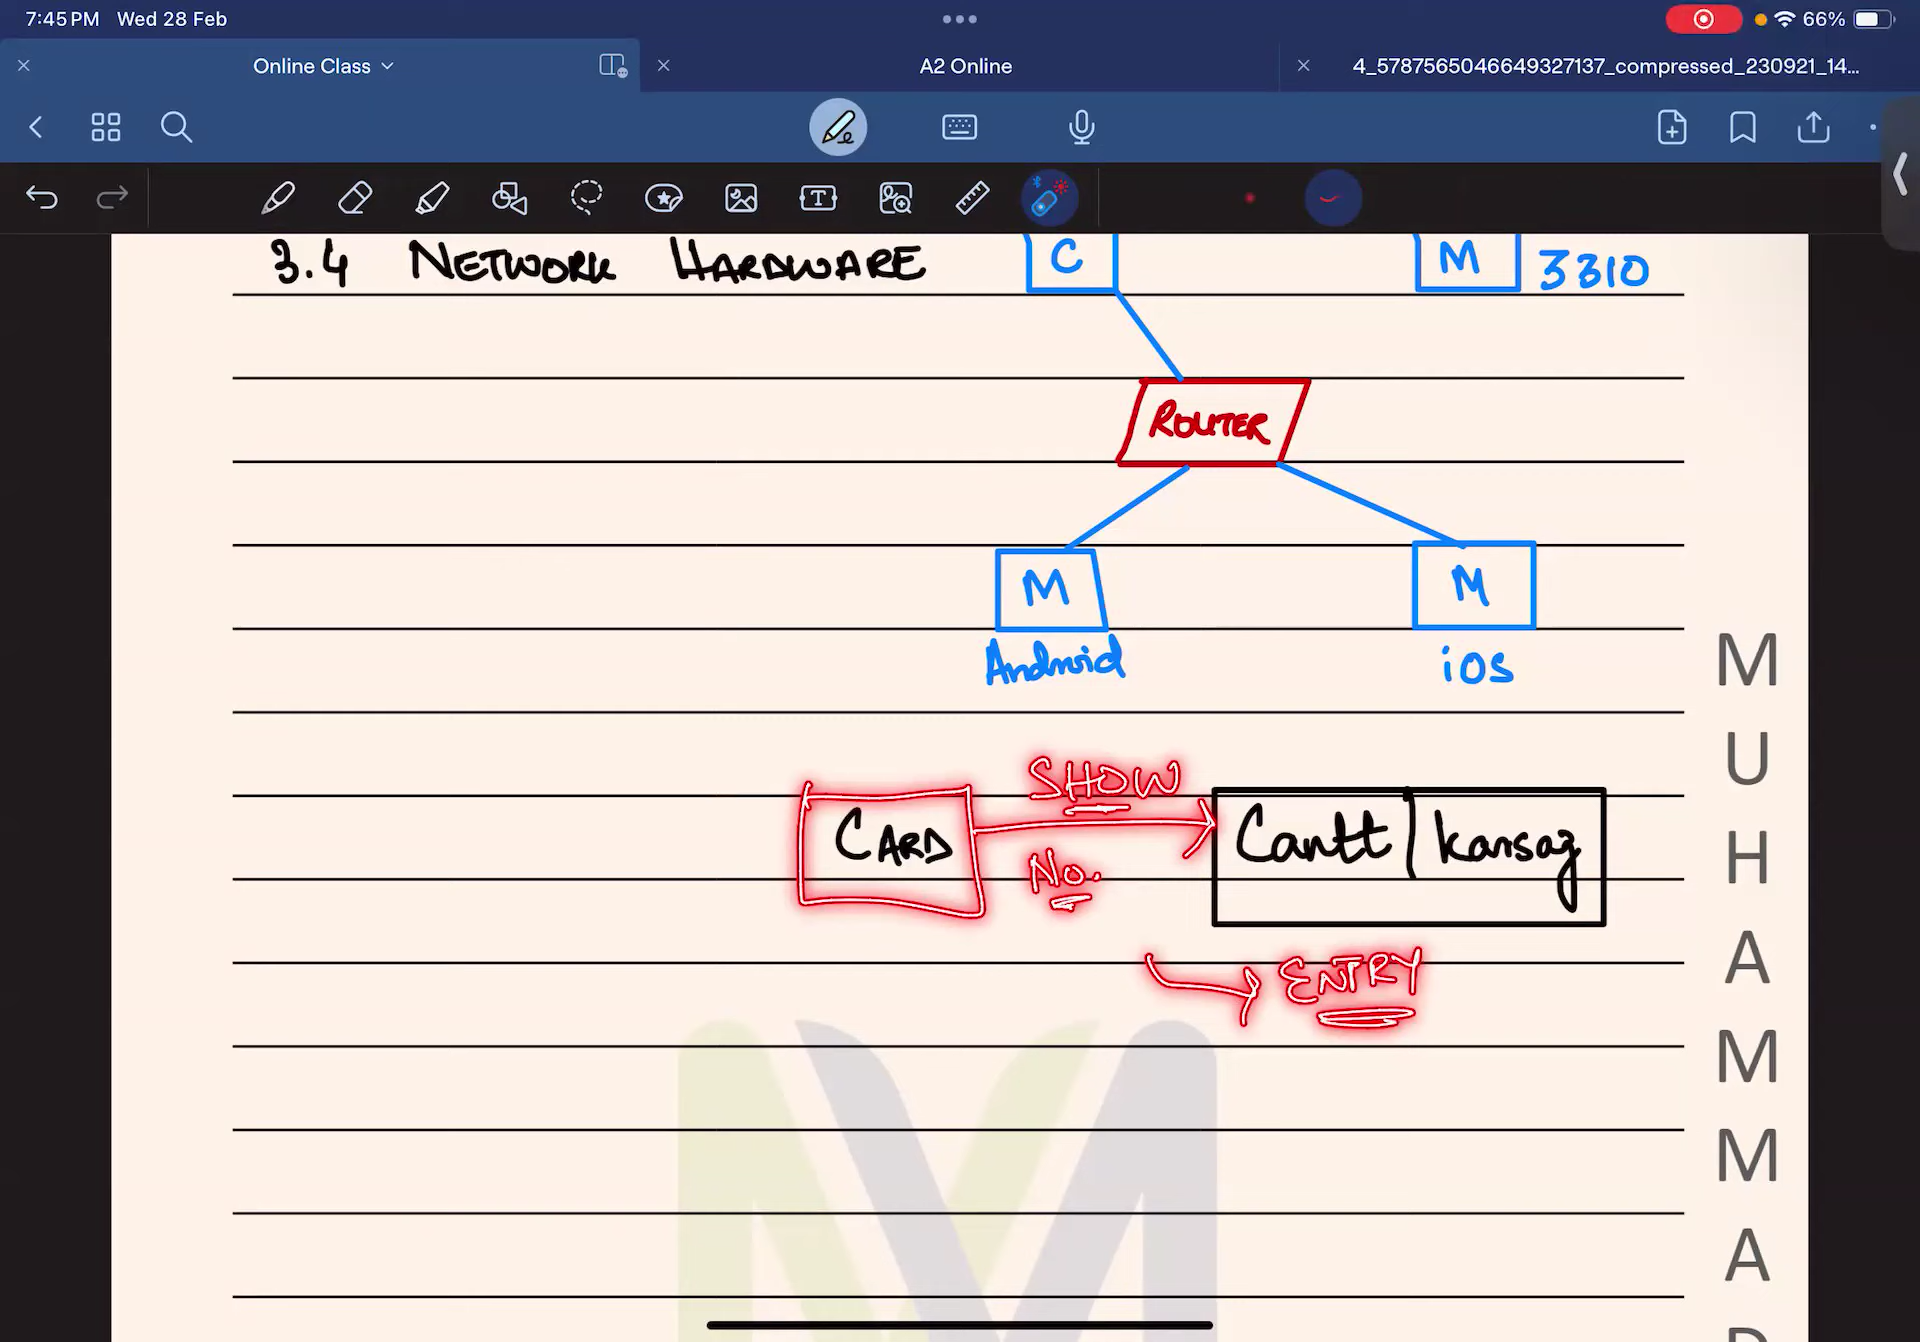 7:45 PM Wed 28 Feb
66%
Online Class
A2 Online
4_5787565046649327137_compressed_230921_14...
3.4 NETWORK HARDWARE
C
M 3310
ROUTER
M
M
Android
iOS
SHOW
CARD
Cantt
No.
ENTRY
M
U
H
A
M
M
A